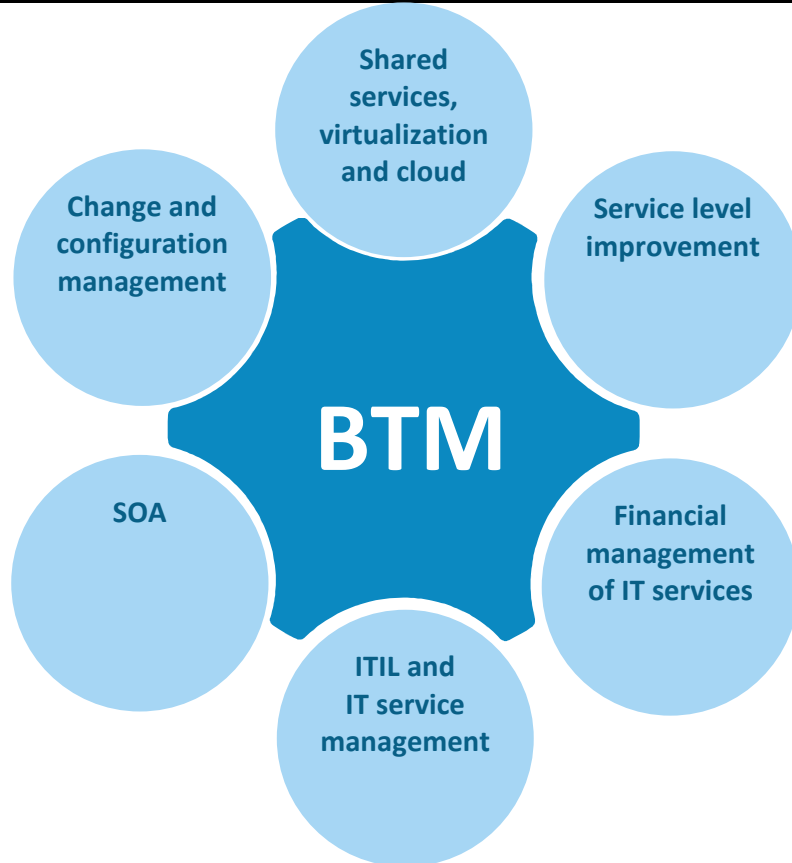 Shared
services,
virtualization
and cloud
Service level
improvement
Financial
management
of IT services
ITIL and
IT service
management
SOA
Change and
configuration
management
BTM